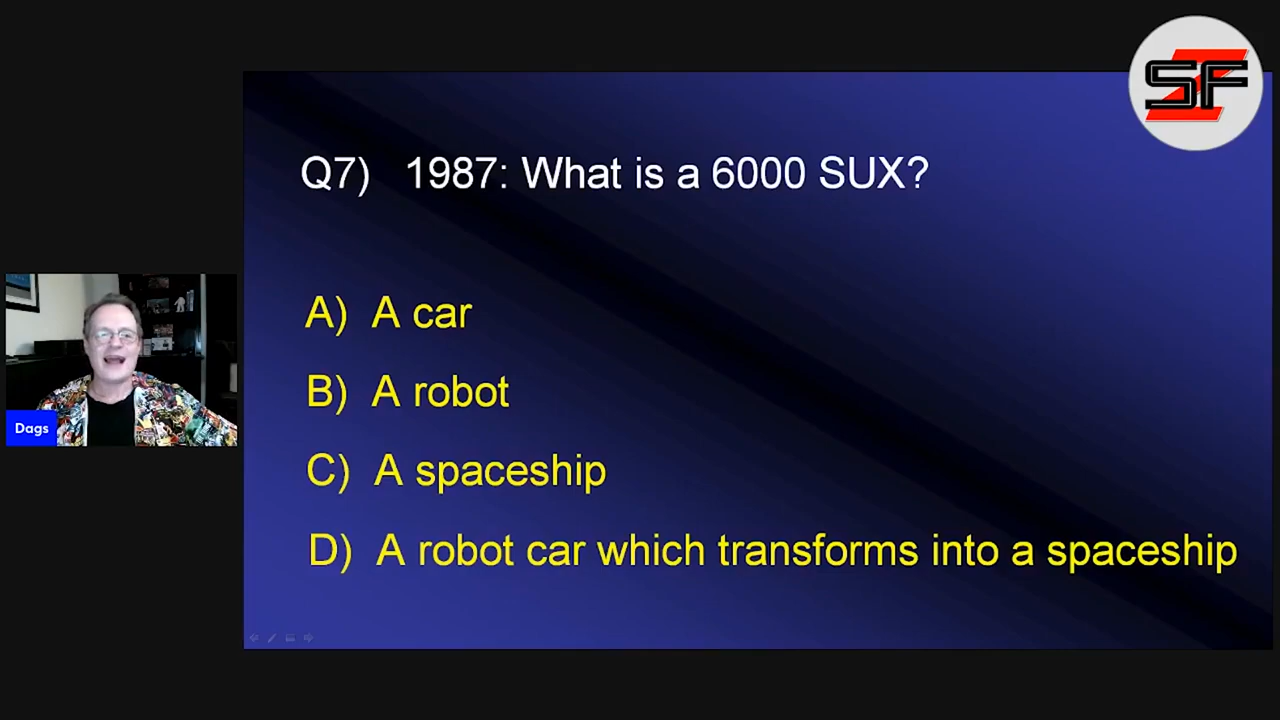 SF
Q7) 1987: What is a 6000 SUX?
A) A car
B) A robot
C) A spaceship
D) A robot car which transforms into a spaceship
Dags